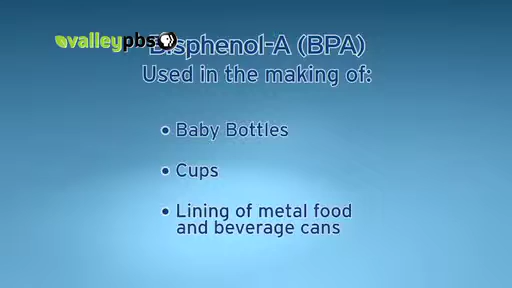 valleypbs
Bisphenol-A (BPA)
Used in the making of:
• Baby Bottles
• Cups
• Lining of metal food
and beverage cans